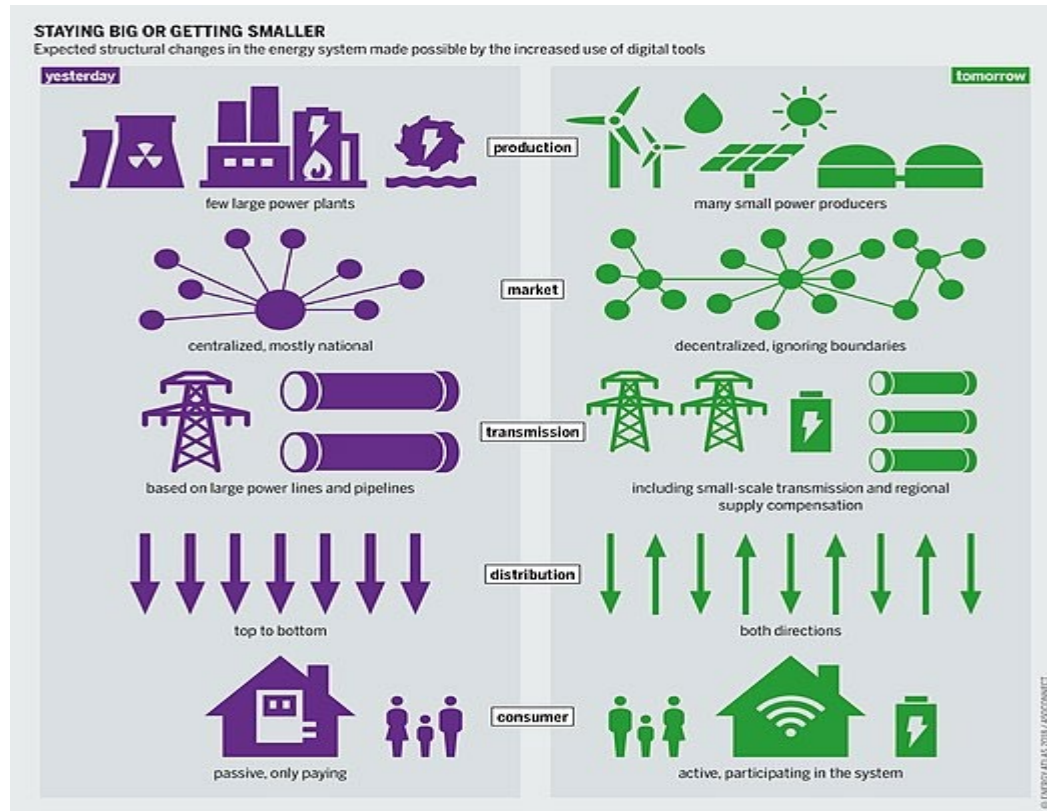 STAYING BIG OR GETTING SMALLER
Expected structural changes in the energy system made possible by the increased use of digital tools
yesterday
tomorrow
production
few large power plants
many small power producers
market
centralized, mostly national
decentralized, ignoring boundaries
transmission
based on large power lines and pipelines
including small-scale transmission and regional
supply compensation
distribution
top to bottom
both directions
consumer
passive, only paying
active, participating in the system
ENERGY ATLAS 2018 /